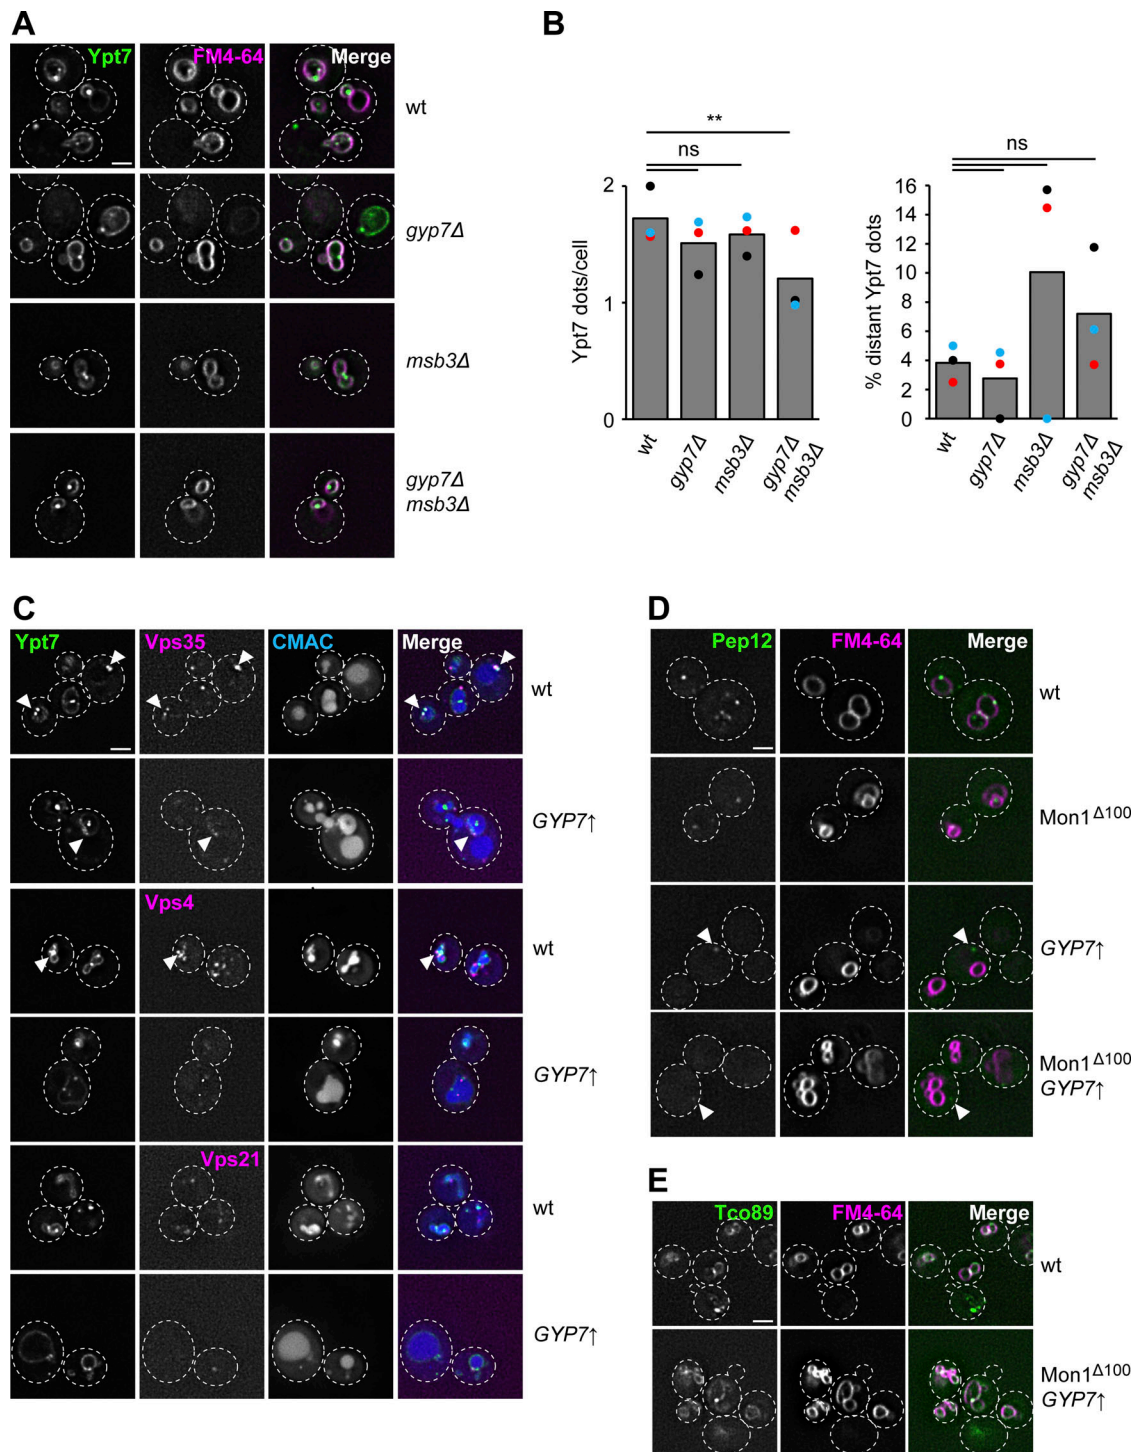 A
Ypt7 FM4-64 Merge
wt
gyp7Δ
msb3Δ
gyp7Δ
msb3Δ
B
Ypt7 dots/cell
**
ns
2
1
0
wt
gyp7Δ
msb3Δ
gyp7Δ
msb3Δ
% distant Ypt7 dots
ns
16
14
12
10
8
6
4
2
0
wt
gyp7Δ
msb3Δ
gyp7Δ
msb3Δ
C
Ypt7 Vps35 CMAC Merge
wt
GYP7↑
Vps4
wt
GYP7↑
Vps21
wt
GYP7↑
D
Pep12 FM4-64 Merge
wt
Mon1Δ100
GYP7↑
Mon1Δ100
GYP7↑
E
Tco89 FM4-64 Merge
wt
Mon1Δ100
GYP7↑